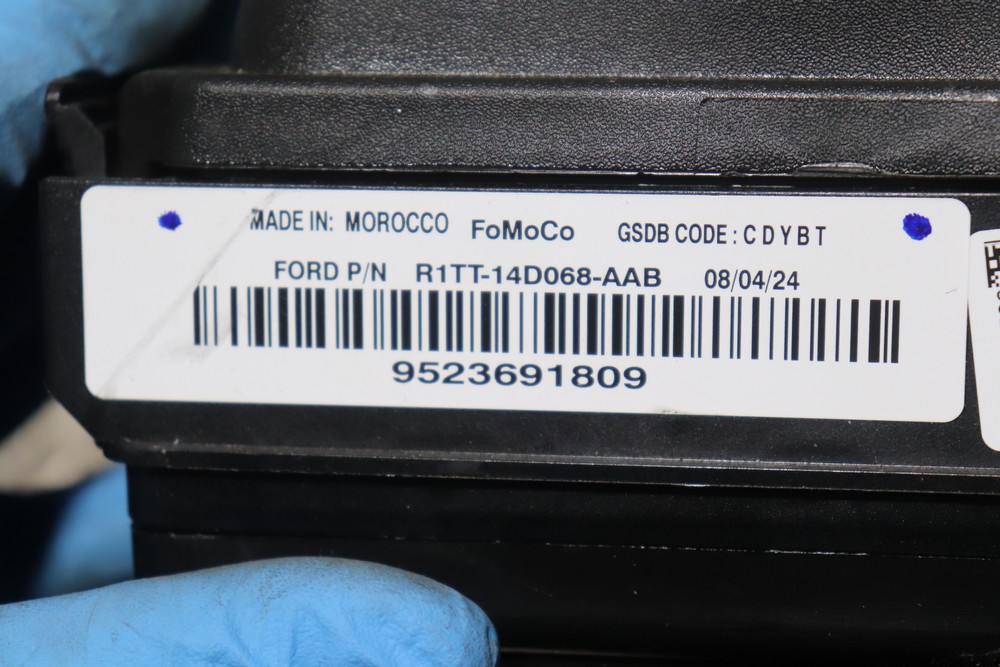 MADE IN: MOROCCO FoMoCo GSDB CODE : C D Y B T
FORD P/N R1TT-14D068-AAB 08/04/24
9523691809